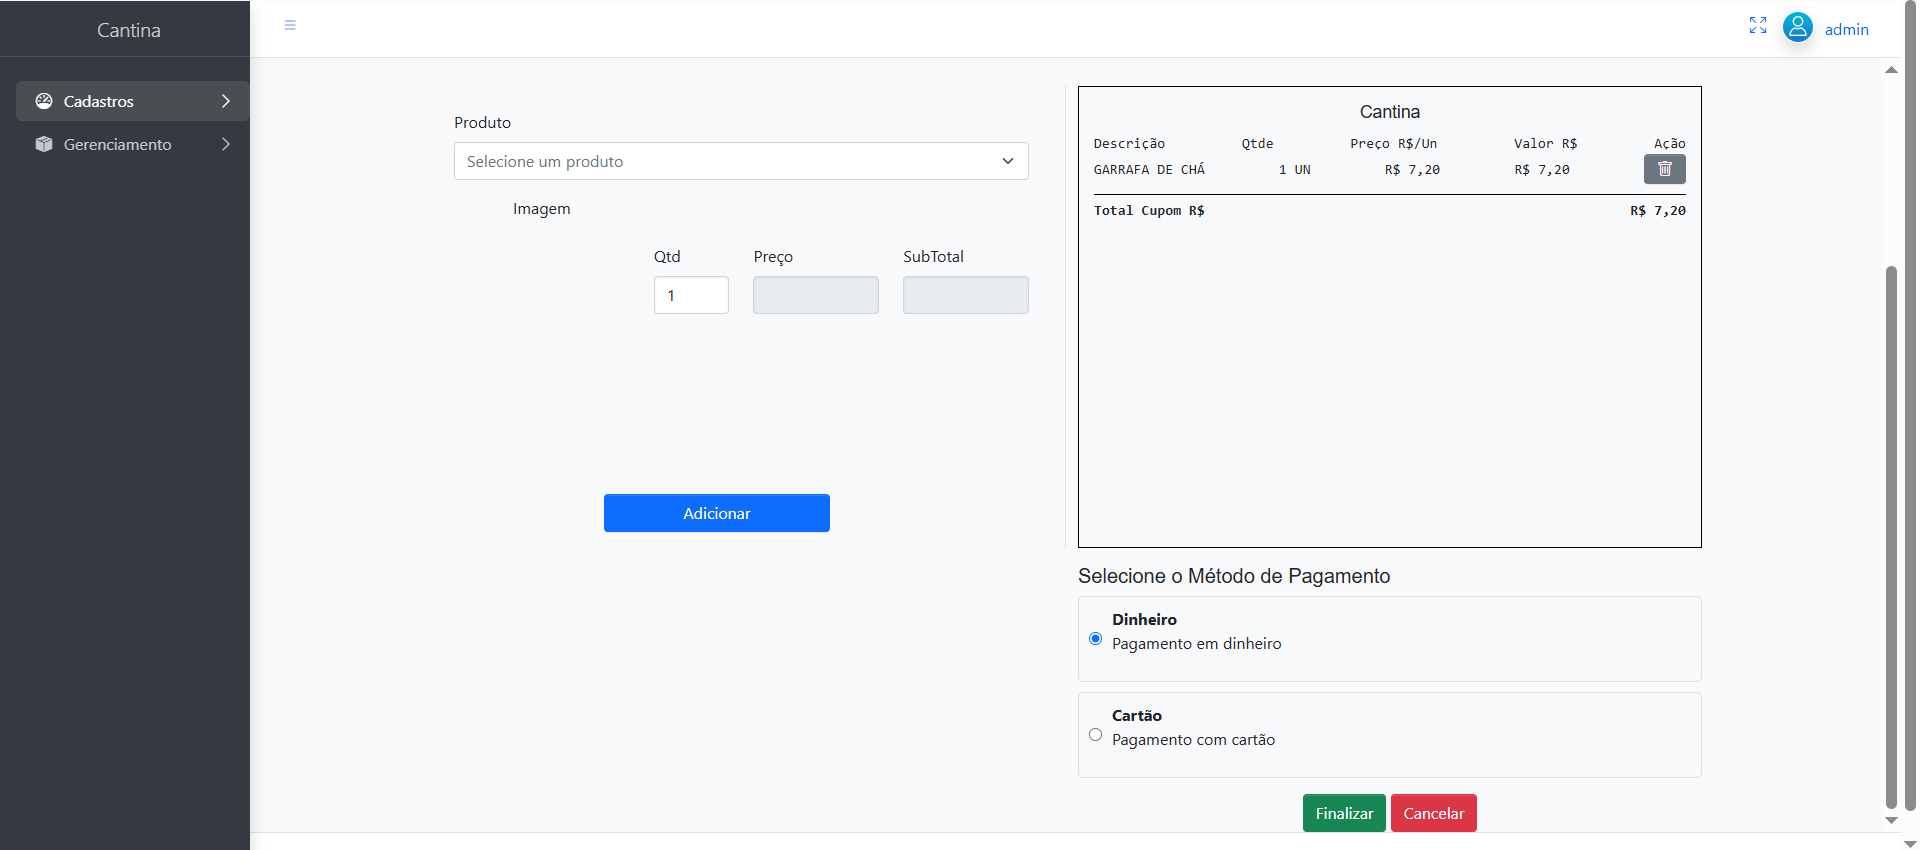 Cantina
admin
Cadastros
Gerenciamento
Produto
Selecione um produto
Imagem
Qtd Preço SubTotal
1
Adicionar
Cantina
Descrição Qtde Preço R$/Un Valor R$ Ação
GARRAFA DE CHÁ 1 UN R$ 7,20 R$ 7,20
Total Cupom R$ R$ 7,20
Selecione o Método de Pagamento
Dinheiro
Pagamento em dinheiro
Cartão
Pagamento com cartão
Finalizar Cancelar